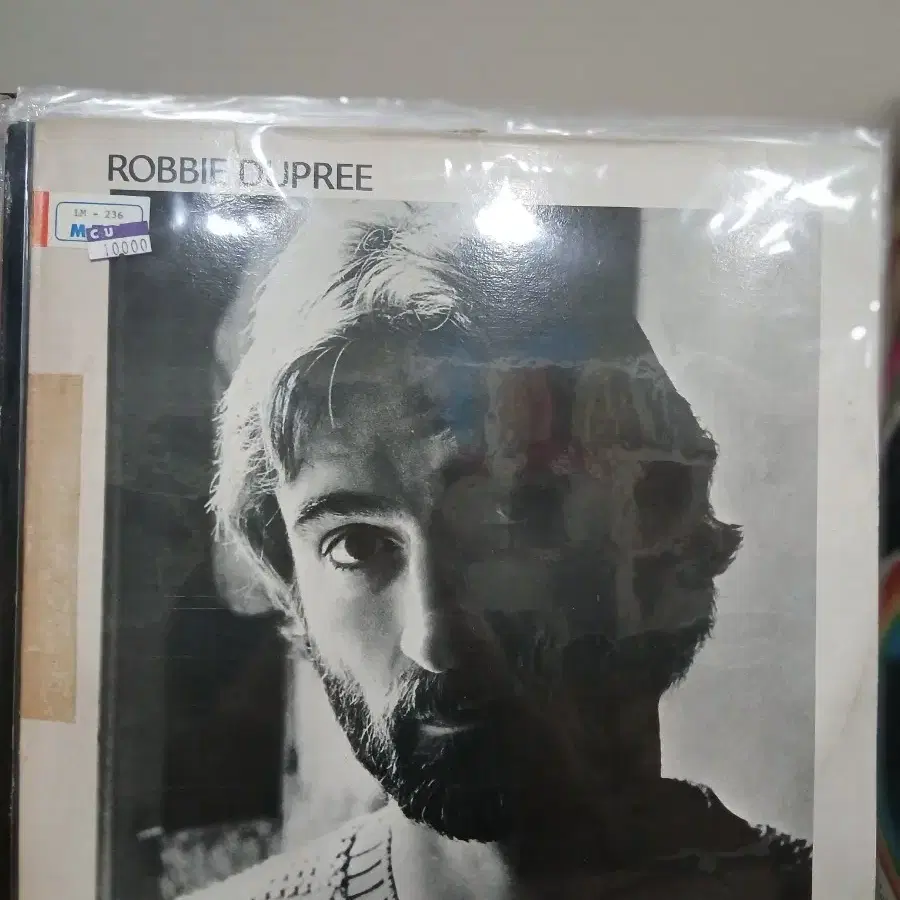 ROBBIE DUPREE
LM - 236
MCU
10000